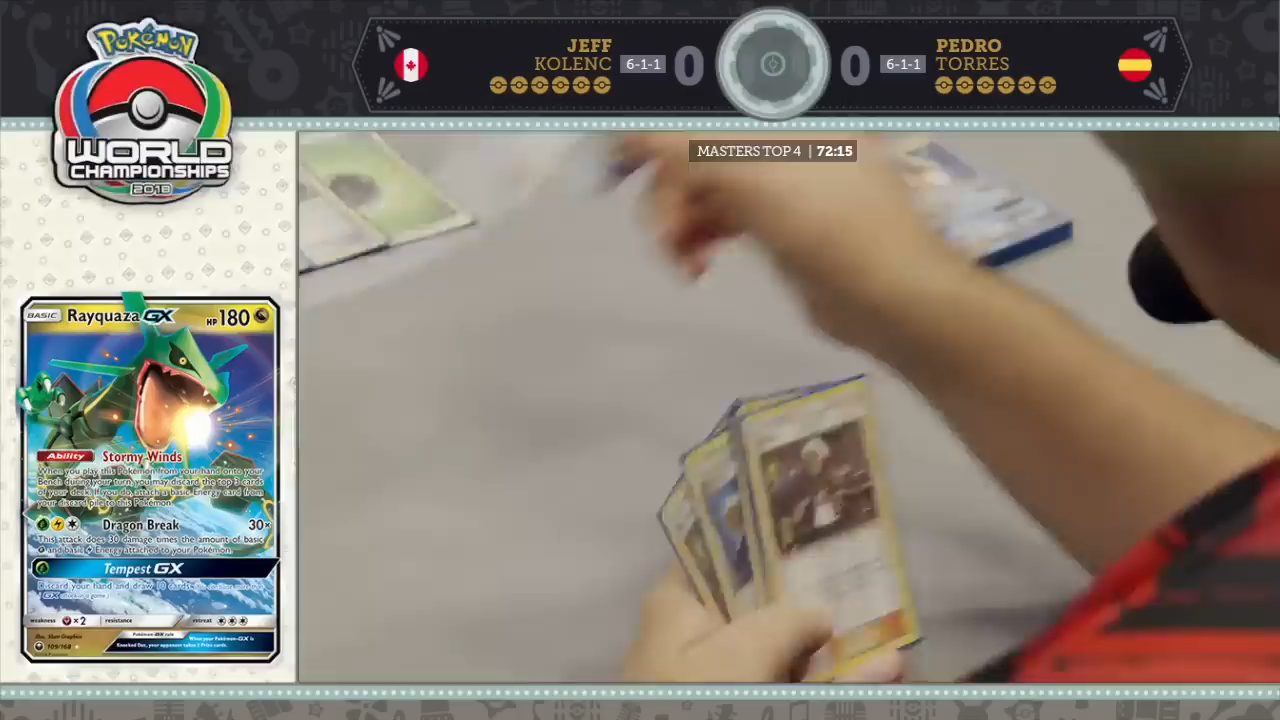 Pokémon
WORLD
CHAMPIONSHIPS
2018
JEFF
KOLENC
6-1-1
0
0
6-1-1
PEDRO
TORRES
MASTERS TOP 4 | 72:15
BASIC Rayquaza GX HP 180
Ability Stormy Winds
When you play this Pokémon from your hand onto your
Bench during your turn, you may discard the top 3 cards
of your deck. If you do, attach a basic Energy card from
your discard pile to this Pokémon.
Dragon Break 30×
This attack does 30 damage times the amount of basic
and basic Energy attached to your Pokémon.
Tempest GX
Discard your hand and draw 10 cards.
weakness ×2 resistance retreat
Pokémon-GX rule
When your Pokémon-GX is
Knocked Out, your opponent takes 2 Prize cards.
109/168